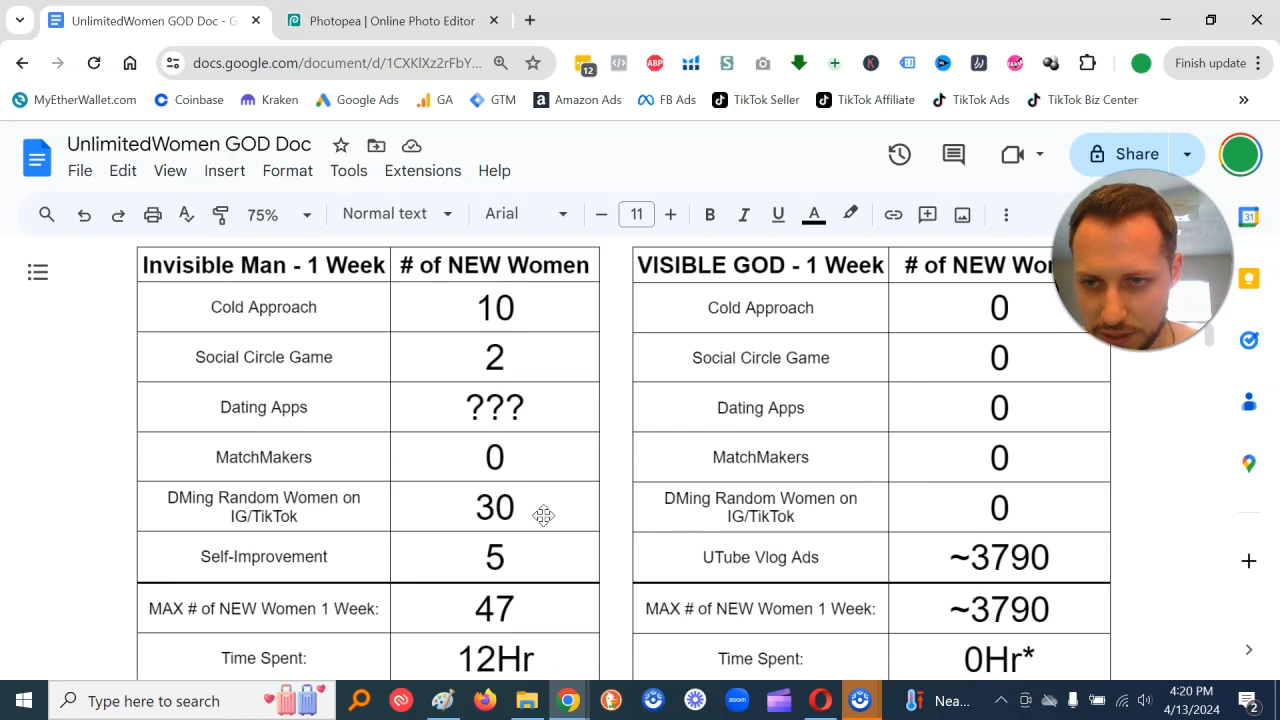 UnlimitedWomen GOD Doc - G
Photopea | Online Photo Editor
docs.google.com/document/d/1CXKlXz2rFbY...
12
ABP
Finish update
MyEtherWallet.com
Coinbase
Kraken
Google Ads
GA
GTM
Amazon Ads
FB Ads
TikTok Seller
TikTok Affiliate
TikTok Ads
TikTok Biz Center
UnlimitedWomen GOD Doc
File Edit View Insert Format Tools Extensions Help
Share
75% Normal text Arial 11 B I U A
Invisible Man - 1 Week # of NEW Women
Cold Approach 10
Social Circle Game 2
Dating Apps ???
MatchMakers 0
DMing Random Women on
IG/TikTok 30
Self-Improvement 5
MAX # of NEW Women 1 Week: 47
Time Spent: 12Hr
VISIBLE GOD - 1 Week # of NEW
Cold Approach 0
Social Circle Game 0
Dating Apps 0
MatchMakers 0
DMing Random Women on
IG/TikTok 0
UTube Vlog Ads ~3790
MAX # of NEW Women 1 Week: ~3790
Time Spent: 0Hr*
31
Type here to search
zoom
Nea...
4:20 PM
4/13/2024
2